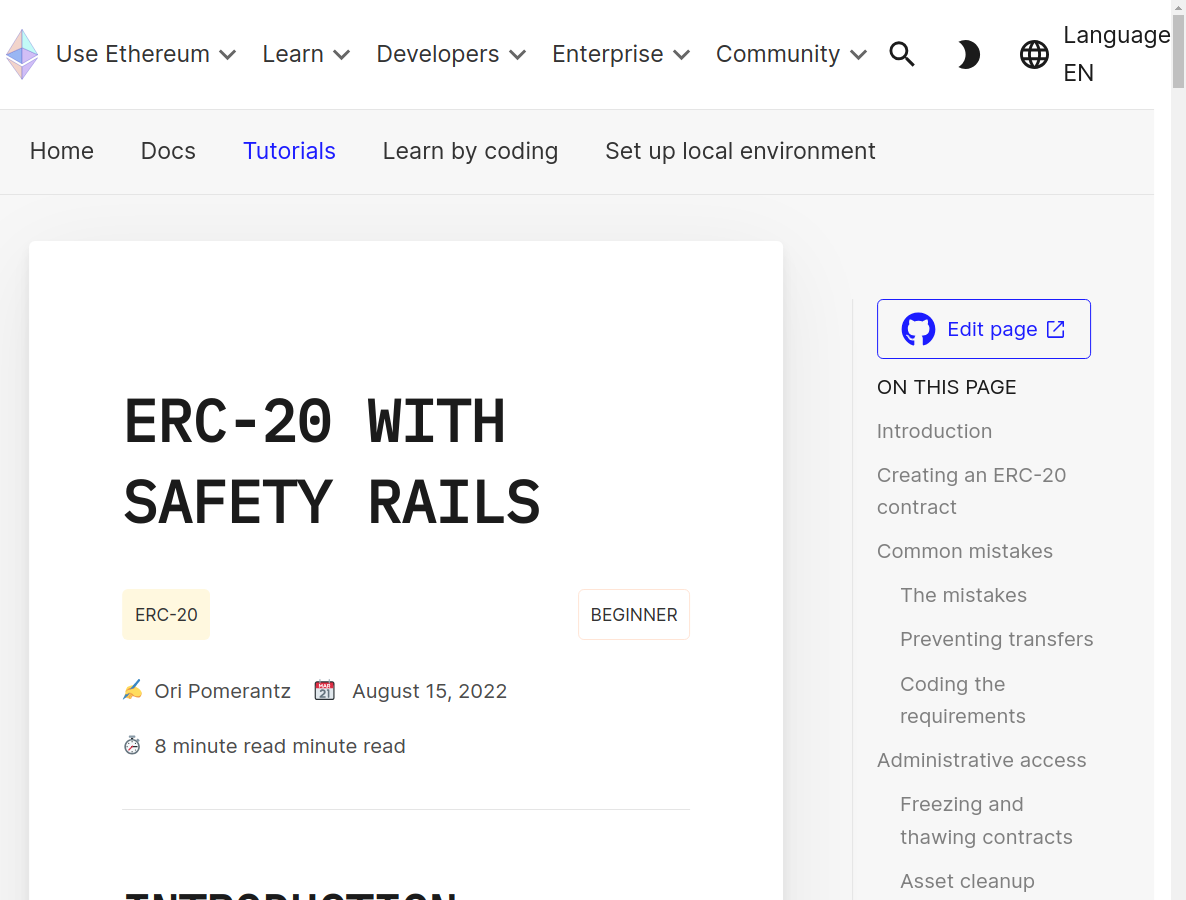 Use Ethereum Learn Developers Enterprise Community Language EN
Home Docs Tutorials Learn by coding Set up local environment
ERC-20 WITH
SAFETY RAILS
ERC-20 BEGINNER
Ori Pomerantz August 15, 2022
8 minute read minute read
INTRODUCTION
Edit page
ON THIS PAGE
Introduction
Creating an ERC-20
contract
Common mistakes
The mistakes
Preventing transfers
Coding the
requirements
Administrative access
Freezing and
thawing contracts
Asset cleanup